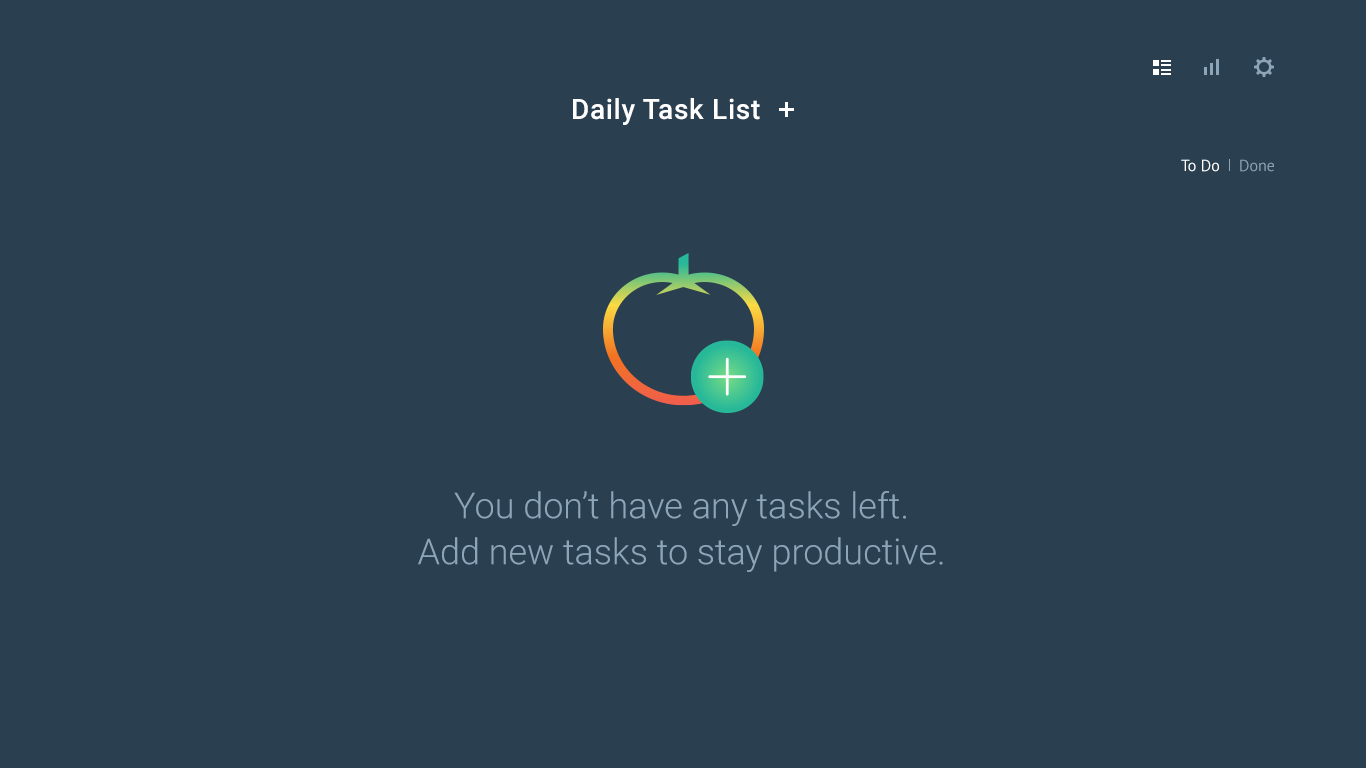 Daily Task List +
To Do | Done
You don’t have any tasks left.
Add new tasks to stay productive.